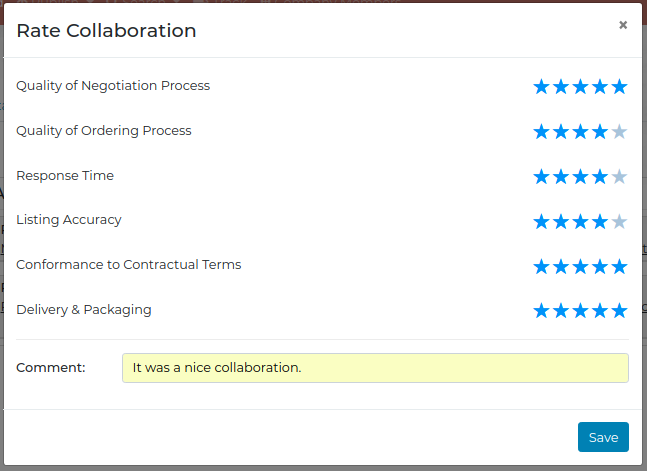 Rate Collaboration ×
Quality of Negotiation Process
Quality of Ordering Process
Response Time
Listing Accuracy
Conformance to Contractual Terms
Delivery & Packaging
Comment: It was a nice collaboration.
Save